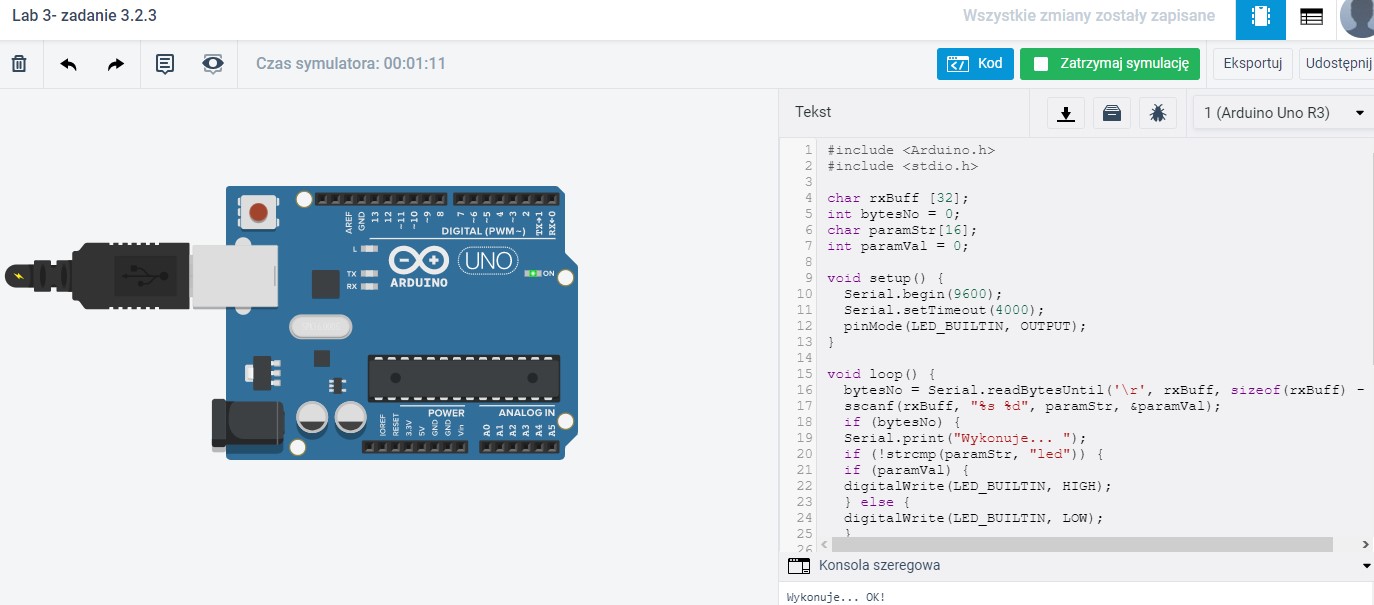 Lab 3- zadanie 3.2.3
Wszystkie zmiany zostały zapisane
Czas symulatora: 00:01:11
Kod
Zatrzymaj symulację
Eksportuj
Udostępnij
Tekst
1 (Arduino Uno R3)
1 #include <Arduino.h>
2 #include <stdio.h>
3
4 char rxBuff [32];
5 int bytesNo = 0;
6 char paramStr[16];
7 int paramVal = 0;
8
9 void setup() {
10 Serial.begin(9600);
11 Serial.setTimeout(4000);
12 pinMode(LED_BUILTIN, OUTPUT);
13 }
14
15 void loop() {
16 bytesNo = Serial.readBytesUntil('\r', rxBuff, sizeof(rxBuff) -
17 sscanf(rxBuff, "%s %d", paramStr, &paramVal);
18 if (bytesNo) {
19 Serial.print("Wykonuje... ");
20 if (!strcmp(paramStr, "led")) {
21 if (paramVal) {
22 digitalWrite(LED_BUILTIN, HIGH);
23 } else {
24 digitalWrite(LED_BUILTIN, LOW);
25 }
26
Konsola szeregowa
Wykonuje... OK!
AREF
GND
13
12
~11
~10
~9
8
7
~6
~5
4
~3
2
TX→1
RX←0
DIGITAL (PWM~)
L
TX
RX
ARDUINO
UNO
ON
POWER
ANALOG IN
IOREF
RESET
3.3V
5V
GND
GND
Vin
A0
A1
A2
A3
A4
A5